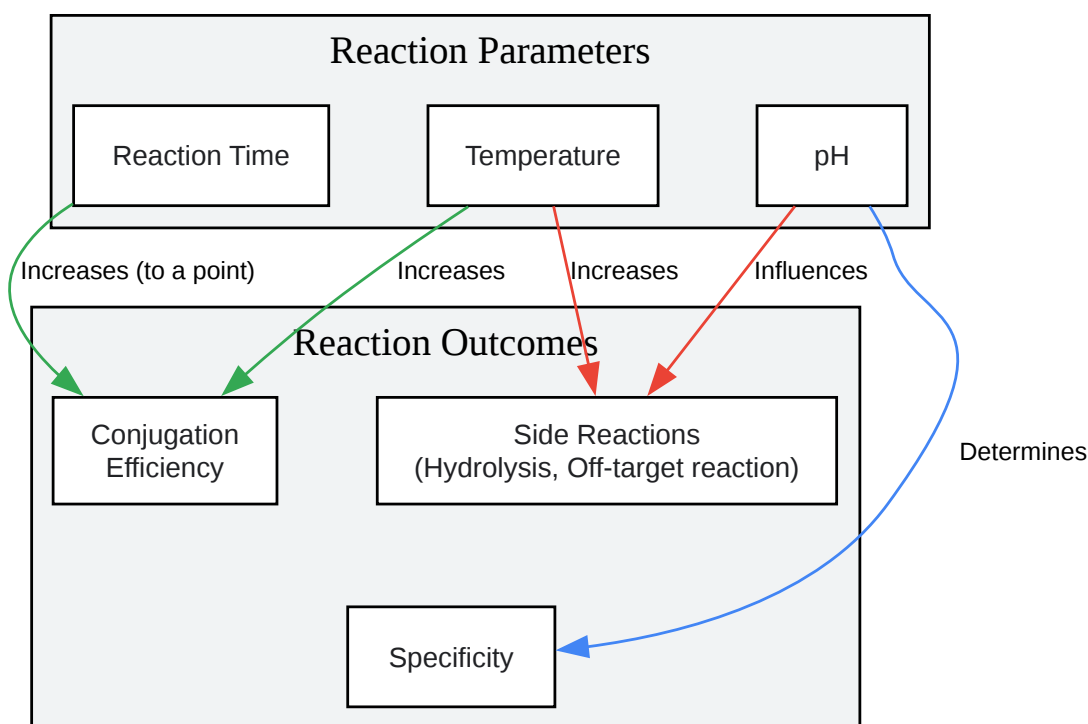 Reaction Parameters
Reaction Time
Temperature
pH
Increases (to a point)
Increases
Increases
Influences
Reaction Outcomes
Conjugation
Efficiency
Side Reactions
(Hydrolysis, Off-target reaction)
Determines
Specificity